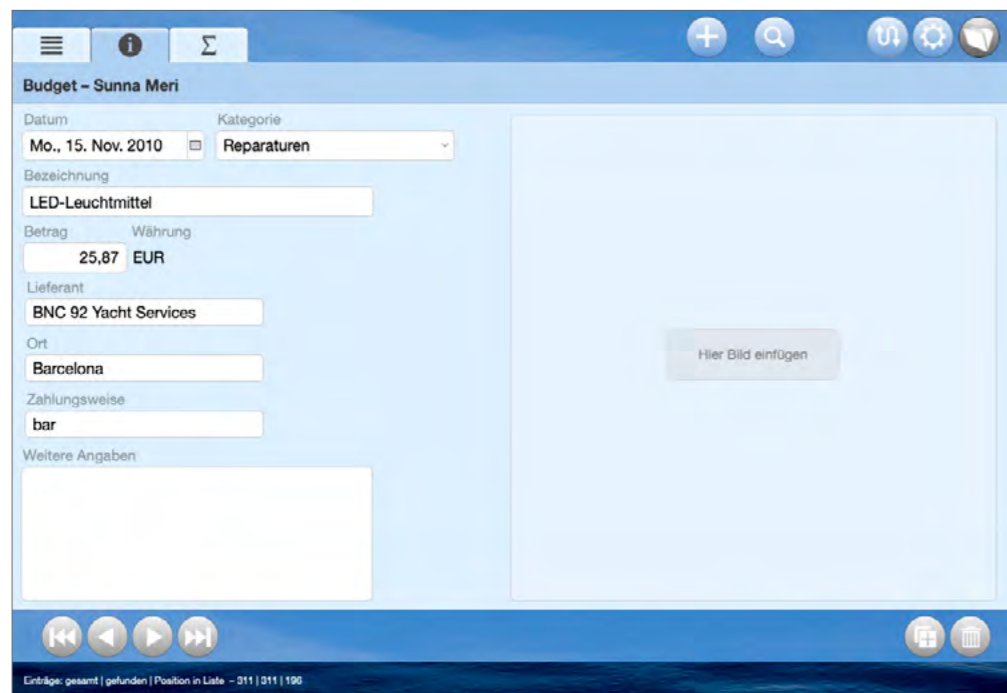 Σ
Budget – Sunna Meri
Datum Kategorie
Mo., 15. Nov. 2010 Reparaturen
Bezeichnung
LED-Leuchtmittel
Betrag Währung
25,87 EUR
Lieferant
BNC 92 Yacht Services
Ort
Barcelona
Hier Bild einfügen
Zahlungsweise
bar
Weitere Angaben
Einträge: gesamt | gefunden | Position in Liste – 311 | 311 | 196